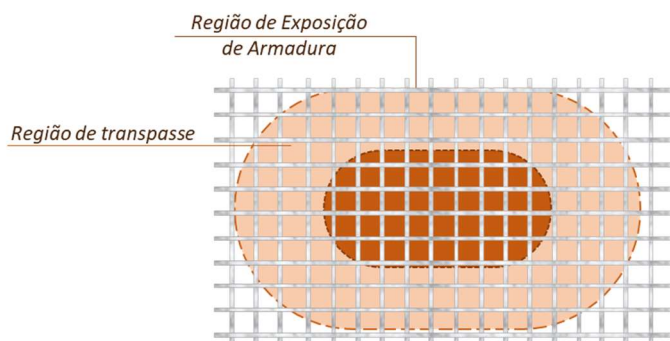 Região de Exposição
de Armadura
Região de transpasse